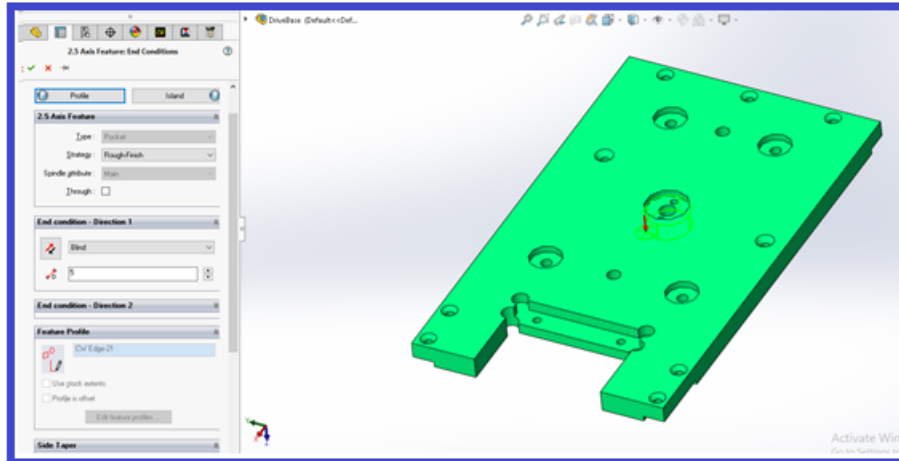 DriveBase (Default<<Def...
2.5 Axis Feature: End Conditions
Profile
Island
2.5 Axis Feature
Type : Pocket
Strategy : Rough-Finish
Spindle attribute : Main
Through :
End condition - Direction 1
Blind
5
End condition - Direction 2
Feature Profile
CW Edge-21
Use stock extents
Profile is offset
Edit feature profiles ...
Side Taper
Activate Win
Go to Settings to